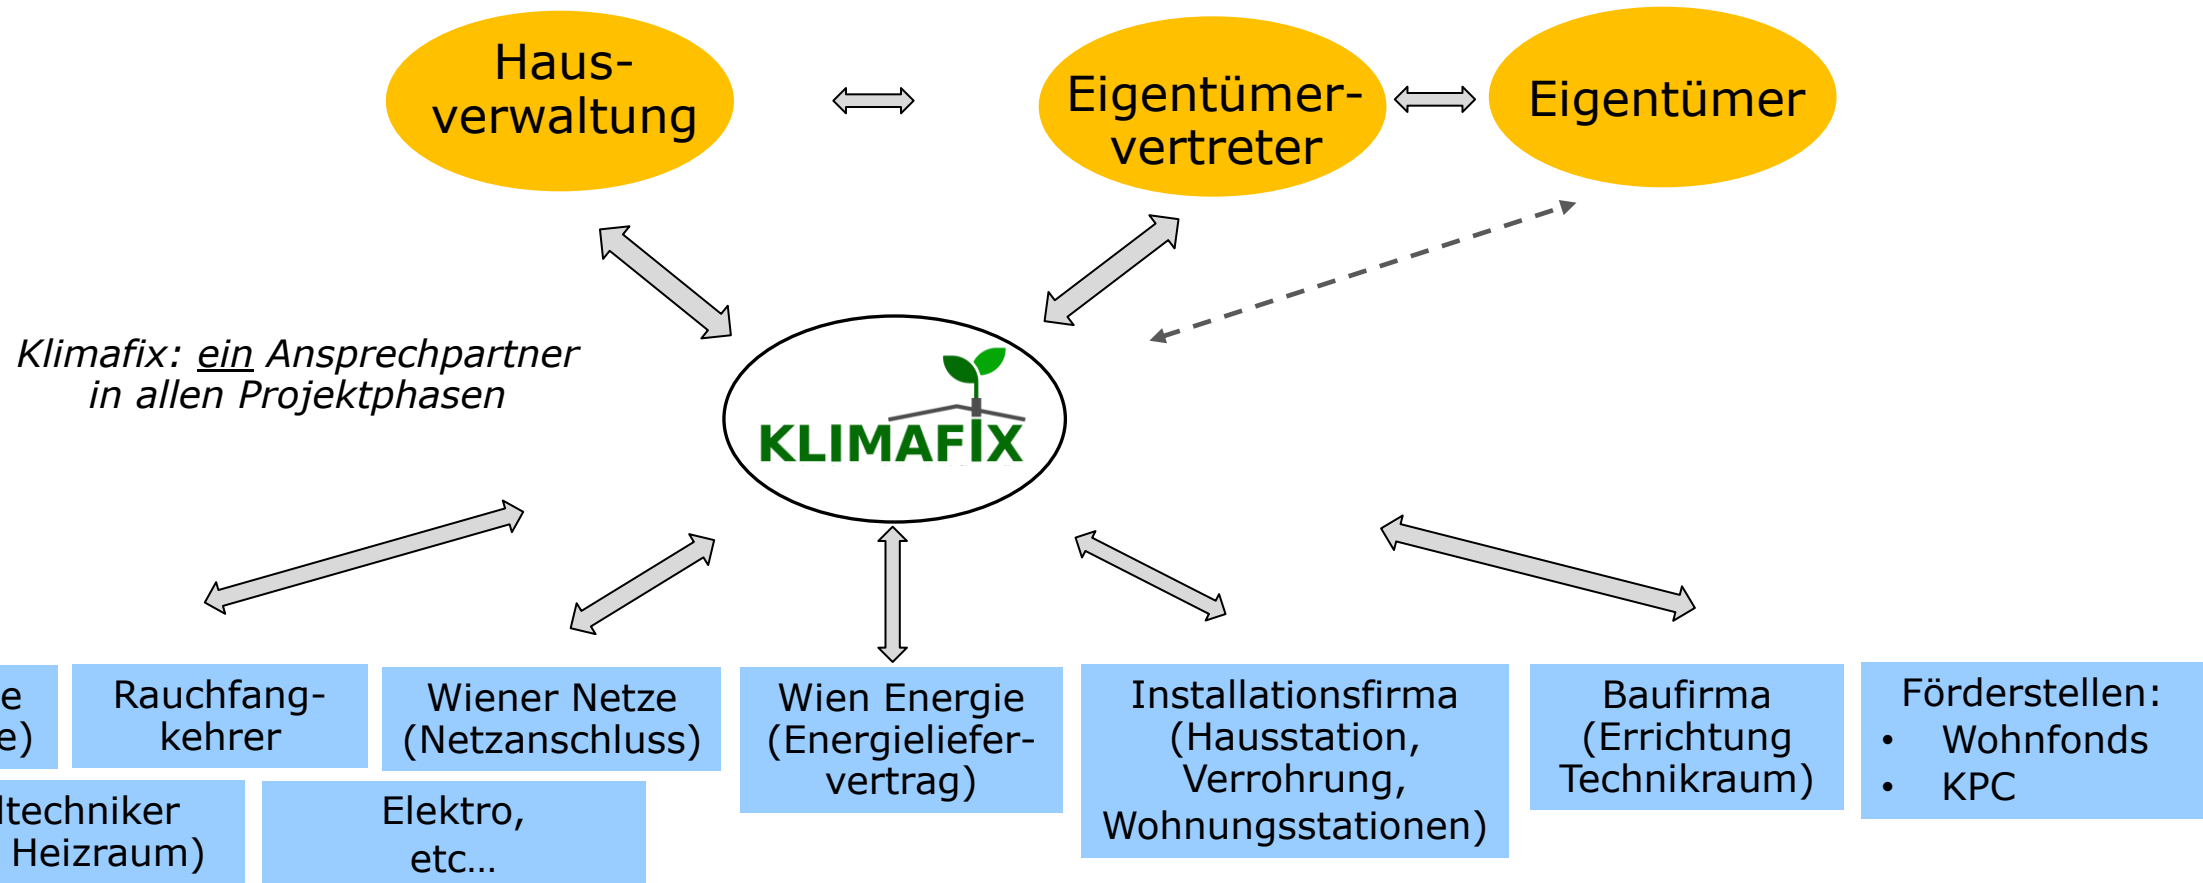 Haus-
verwaltung
Eigentümer-
vertreter
Eigentümer
Klimafix: ein Ansprechpartner
in allen Projektphasen
KLIMAFIX
e
e)
Rauchfang-
kehrer
Wiener Netze
(Netzanschluss)
Wien Energie
(Energieliefer-
vertrag)
Installationsfirma
(Hausstation,
Verrohrung,
Wohnungsstationen)
Baufirma
(Errichtung
Technikraum)
Förderstellen:
• Wohnfonds
• KPC
ltechniker
Heizraum)
Elektro,
etc…